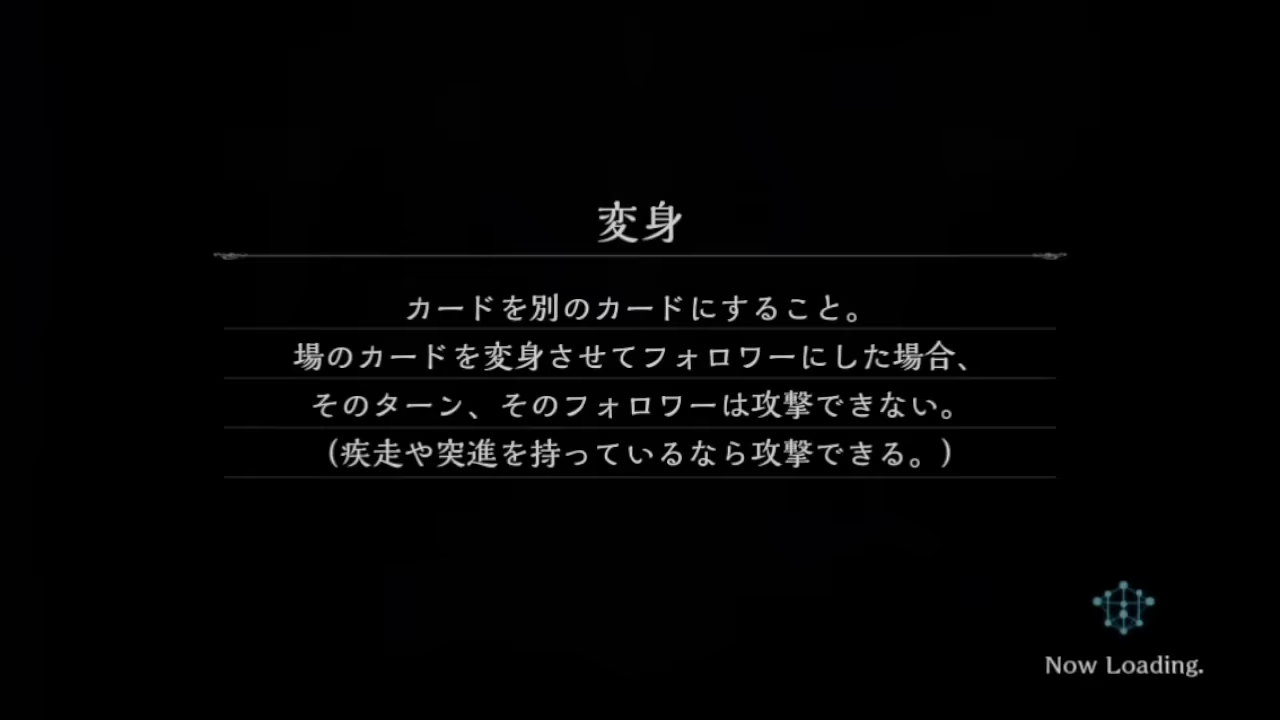 変身
カードを別のカードにすること。
場のカードを変身させてフォロワーにした場合、
そのターン、そのフォロワーは攻撃できない。
(疾走や突進を持っているなら攻撃できる。)
Now Loading.